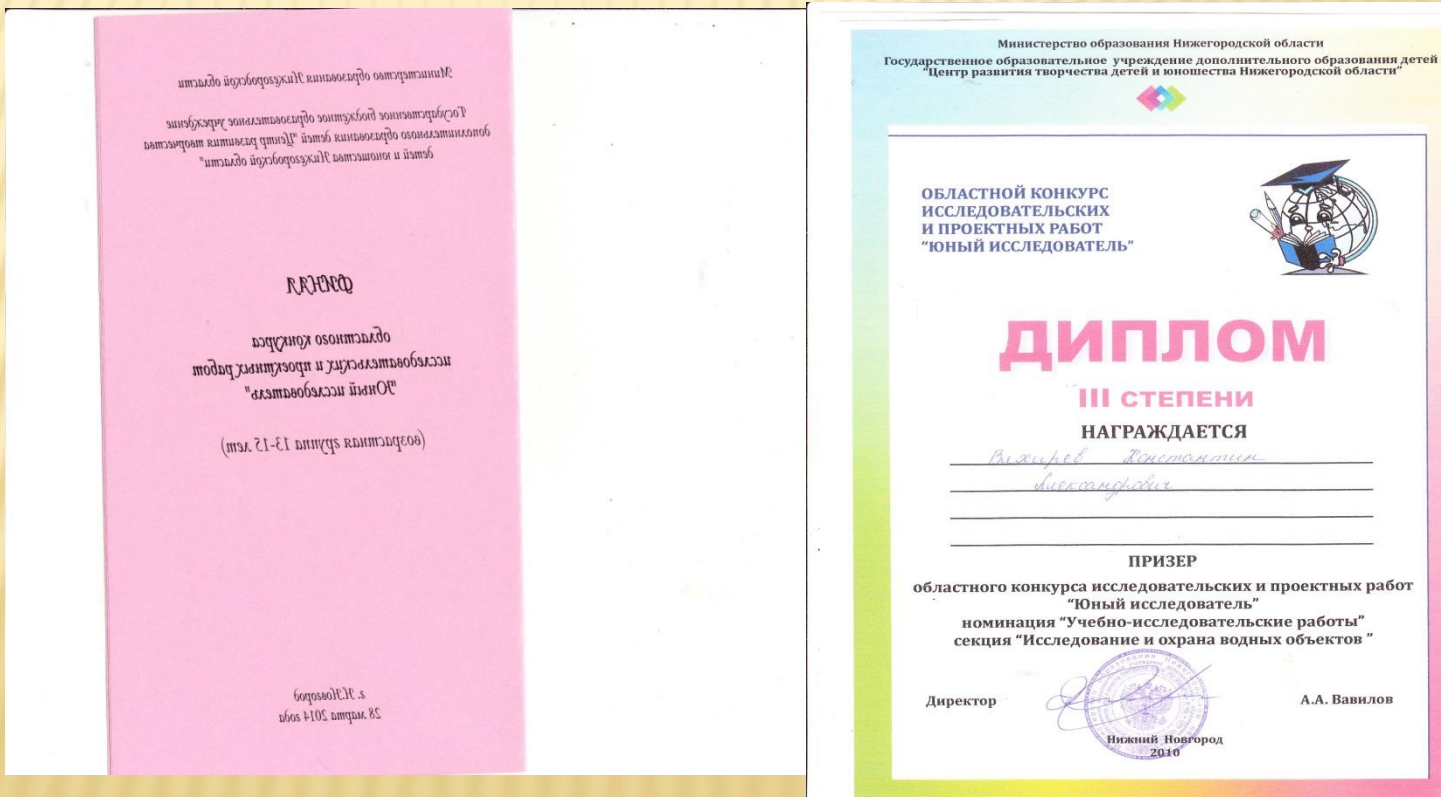 Министерство образования Нижегородской области
Государственное бюджетное образовательное учреждение
дополнительного образования детей "Центр развития творчества
детей и юношества Нижегородской области"
ФИНАЛ
областного конкурса
исследовательских и проектных работ
"Юный исследователь"
(возрастная группа 13-15 лет)
г. Н.Новгород
28 марта 2014 года
Министерство образования Нижегородской области
Государственное образовательное учреждение дополнительного образования детей
"Центр развития творчества детей и юношества Нижегородской области"
ОБЛАСТНОЙ КОНКУРС
ИССЛЕДОВАТЕЛЬСКИХ
И ПРОЕКТНЫХ РАБОТ
"ЮНЫЙ ИССЛЕДОВАТЕЛЬ"
ДИПЛОМ
III СТЕПЕНИ
НАГРАЖДАЕТСЯ
Вахирев Константин
Александрович
ПРИЗЕР
областного конкурса исследовательских и проектных работ
"Юный исследователь"
номинация "Учебно-исследовательские работы"
секция "Исследование и охрана водных объектов "
Директор А.А. Вавилов
Нижний Новгород
2010